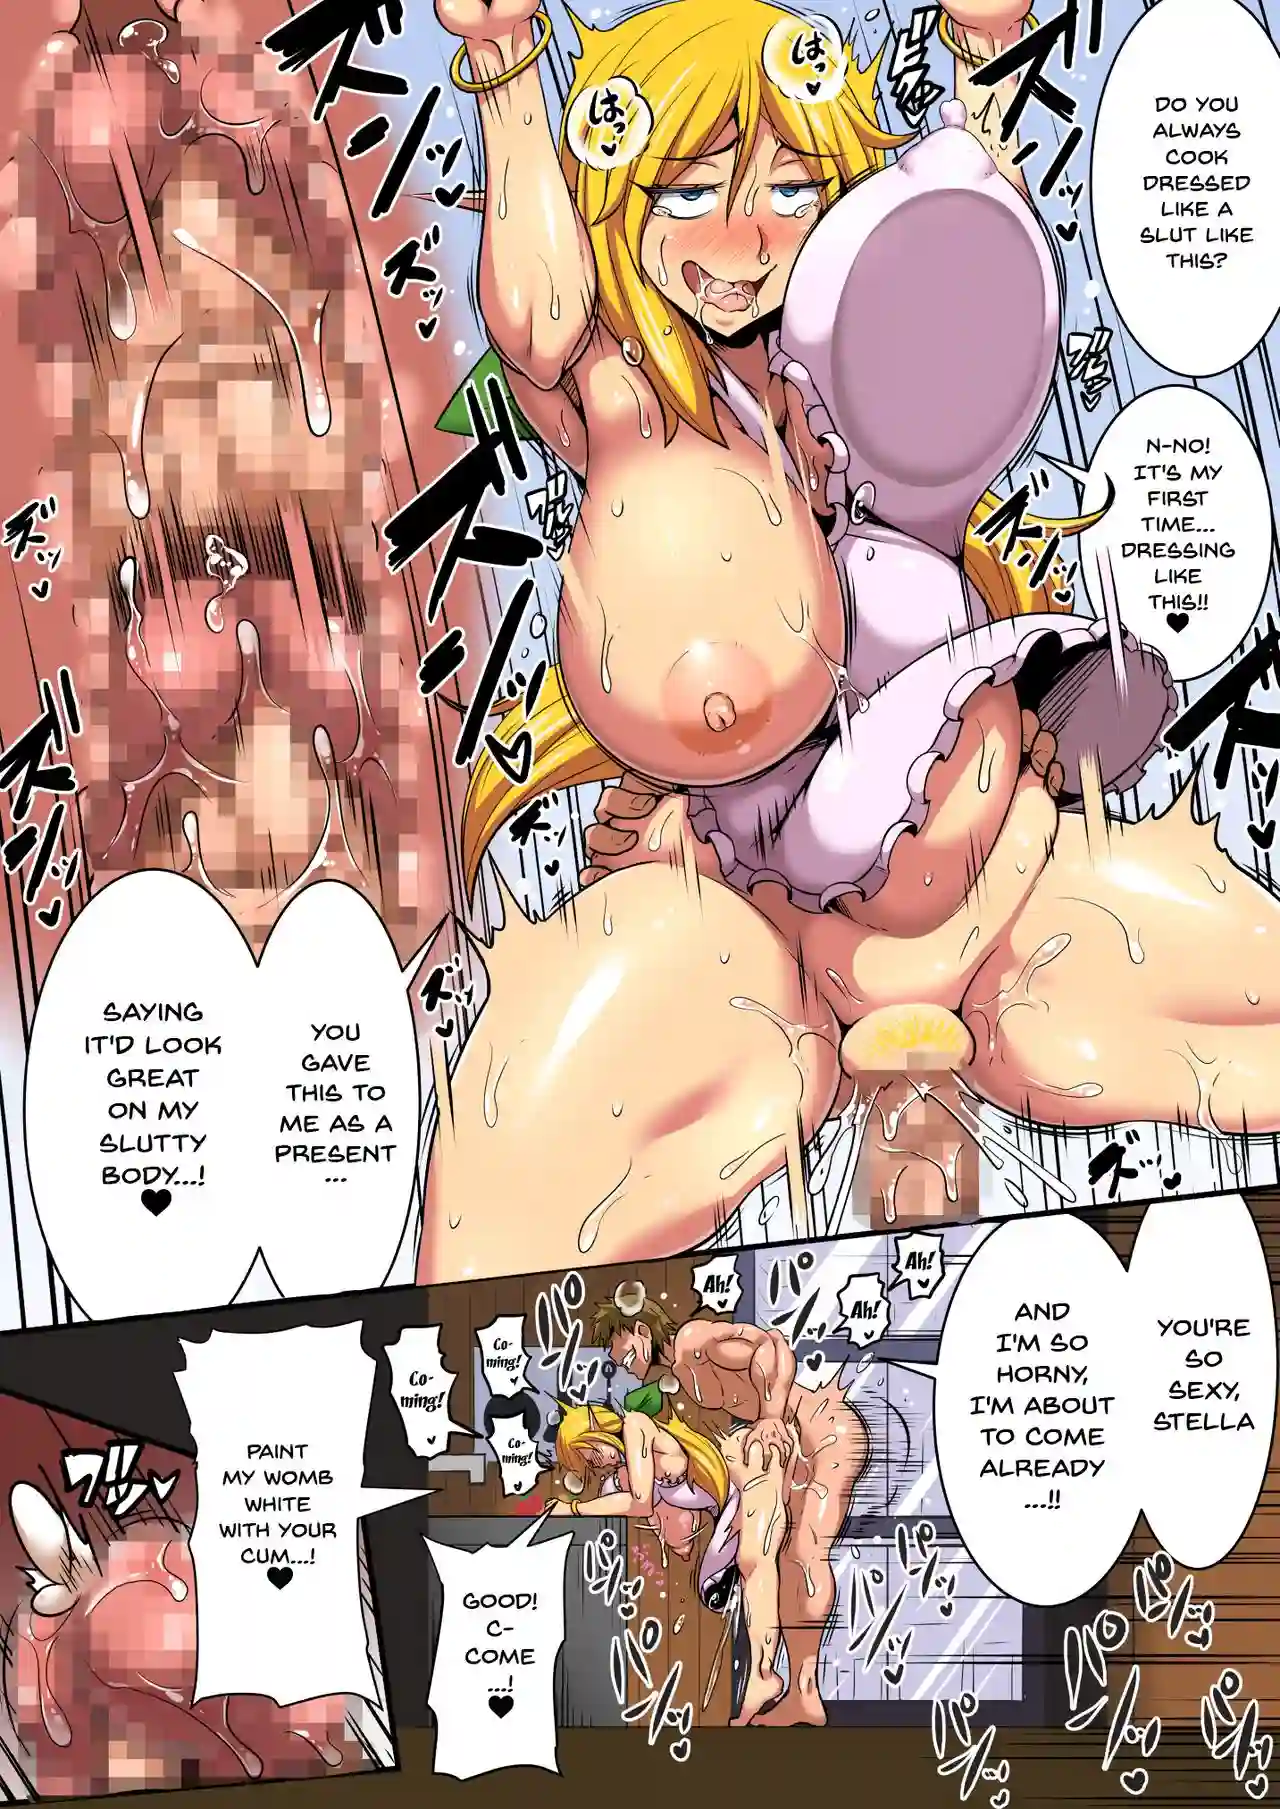 DO YOU
ALWAYS
COOK
DRESSED
LIKE A
SLUT LIKE
THIS?
はっ
はっ
N-NO!
IT'S MY
FIRST
TIME...
DRESSING
LIKE
THIS!!
♥
YOU
GAVE
THIS TO
ME AS A
PRESENT
...
SAYING
IT'D LOOK
GREAT
ON MY
SLUTTY
BODY...!
♥
YOU'RE
SO
SEXY,
STELLA
AND
I'M SO
HORNY,
I'M ABOUT
TO COME
ALREADY
...!!
Ah!
Ah!
Ah!
Co-
ming!
Co-
ming!
Co-
ming!
GOOD!
C-
COME
...!
♥
PAINT
MY WOMB
WHITE
WITH YOUR
CUM...!
♥